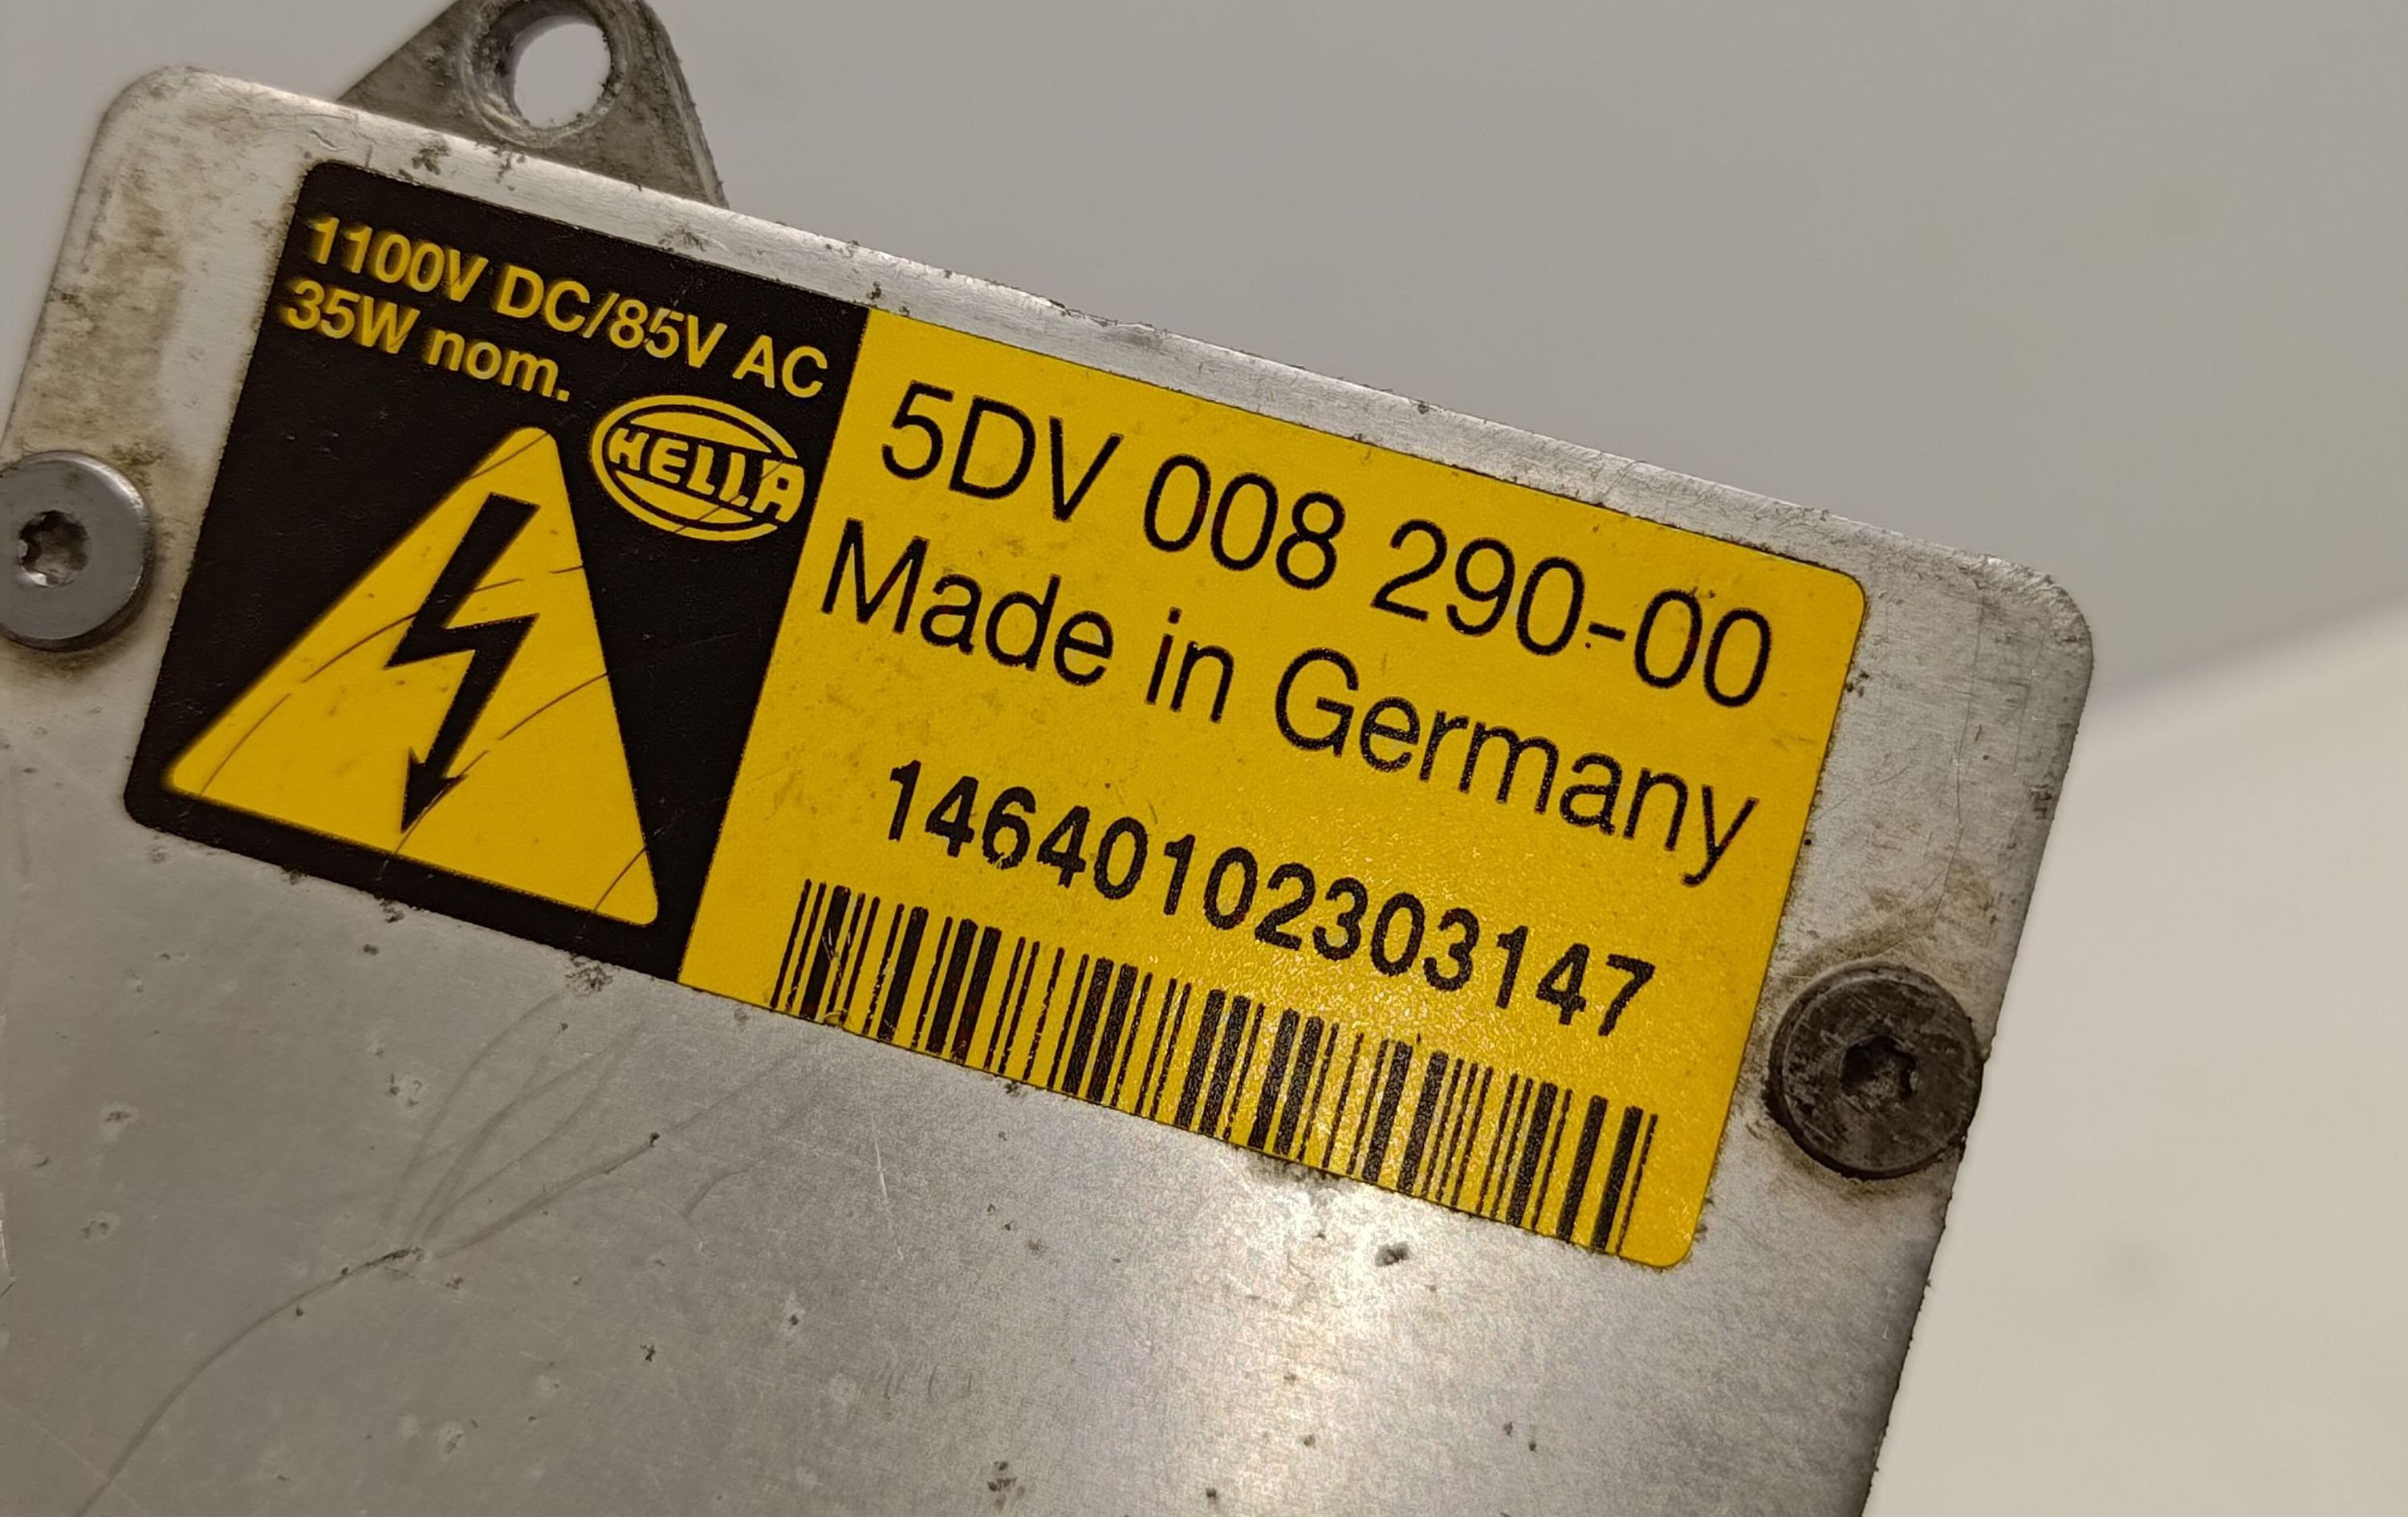 1100V DC/85V AC
35W nom.
HELLA
5DV 008 290-00
Made in Germany
14640102303147